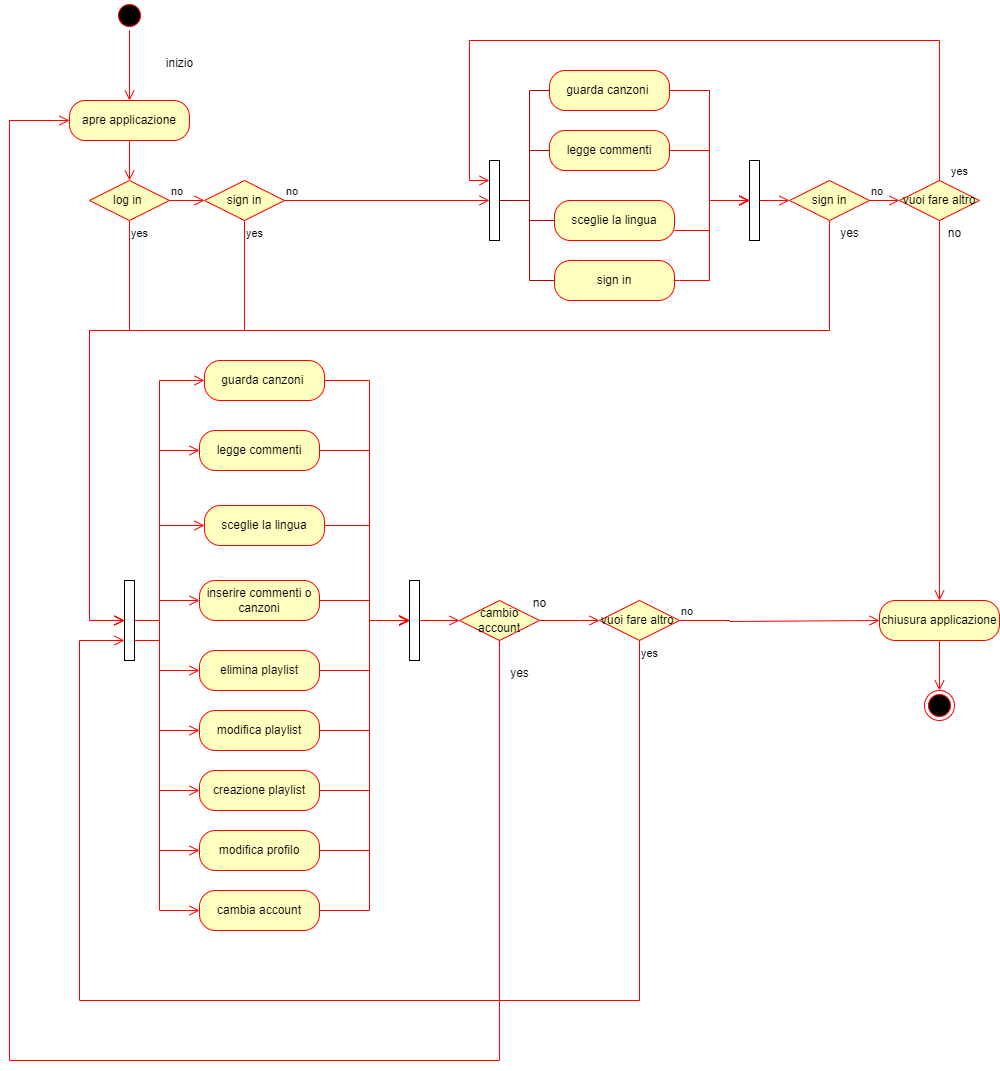 inizio
apre applicazione
log in
no
sign in
no
yes
yes
guarda canzoni
legge commenti
sceglie la lingua
sign in
sign in
no
vuoi fare altro
yes
yes
no
guarda canzoni
legge commenti
sceglie la lingua
inserire commenti o
canzoni
elimina playlist
modifica playlist
creazione playlist
modifica profilo
cambia account
cambio
account
no
yes
vuoi fare altro
no
yes
chiusura applicazione